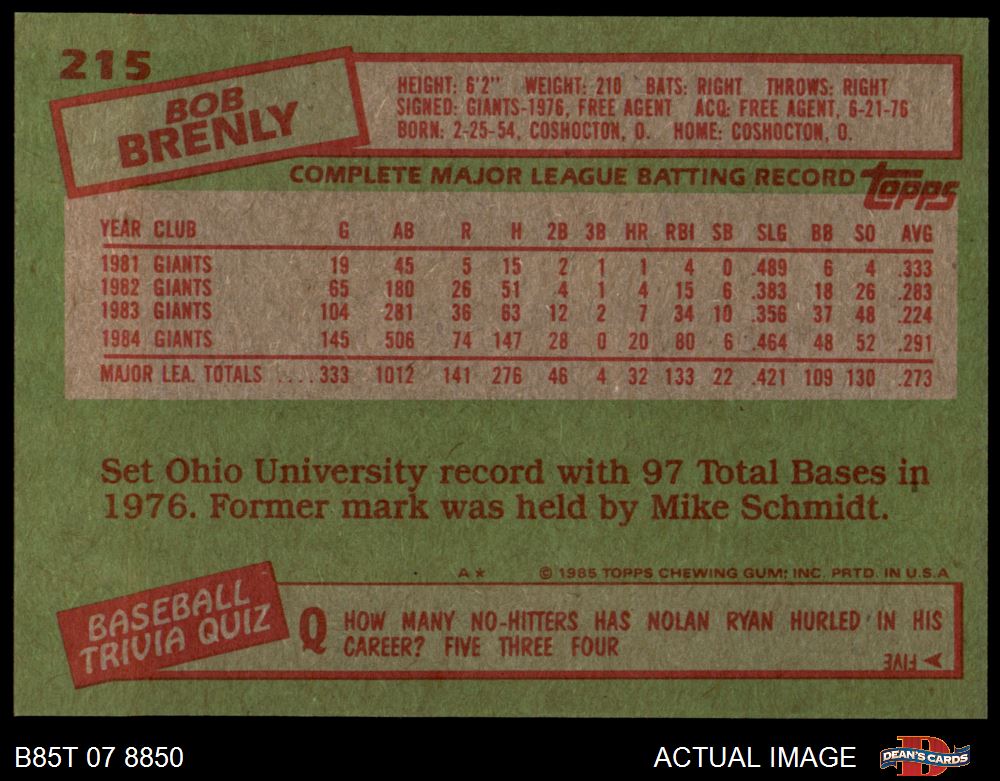 215
BOB
BRENLY
HEIGHT: 6'2" WEIGHT: 210 BATS: RIGHT THROWS: RIGHT
SIGNED: GIANTS-1976, FREE AGENT ACQ: FREE AGENT, 6-21-76
BORN: 2-25-54, COSHOCTON, O. HOME: COSHOCTON, O.
COMPLETE MAJOR LEAGUE BATTING RECORD topps
YEAR CLUB G AB R H 2B 3B HR RBI SB SLG BB SO AVG
1981 GIANTS 19 45 5 15 2 1 1 4 0 .489 6 4 .333
1982 GIANTS 65 180 26 51 4 1 4 15 6 .383 18 26 .283
1983 GIANTS 104 281 36 63 12 2 7 34 10 .356 37 48 .224
1984 GIANTS 145 506 74 147 28 0 20 80 6 .464 48 52 .291
MAJOR LEA. TOTALS ....333 1012 141 276 46 4 32 133 22 .421 109 130 .273
Set Ohio University record with 97 Total Bases in
1976. Former mark was held by Mike Schmidt.
A* © 1985 TOPPS CHEWING GUM; INC. PRTD. IN U.S.A
BASEBALL
TRIVIA QUIZ
Q HOW MANY NO-HITTERS HAS NOLAN RYAN HURLED IN HIS
CAREER? FIVE THREE FOUR
FIVE
B85T 07 8850
ACTUAL IMAGE
DEAN'S CARDS